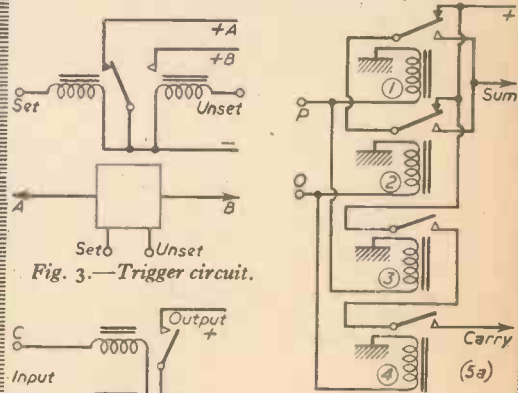 +A
+B
Set
Unset
−
A
B
Set
Unset
Fig. 3.—Trigger circuit.
C
Input
Output
+
+
1
Sum
P
2
Q
3
Carry
4
(5a)